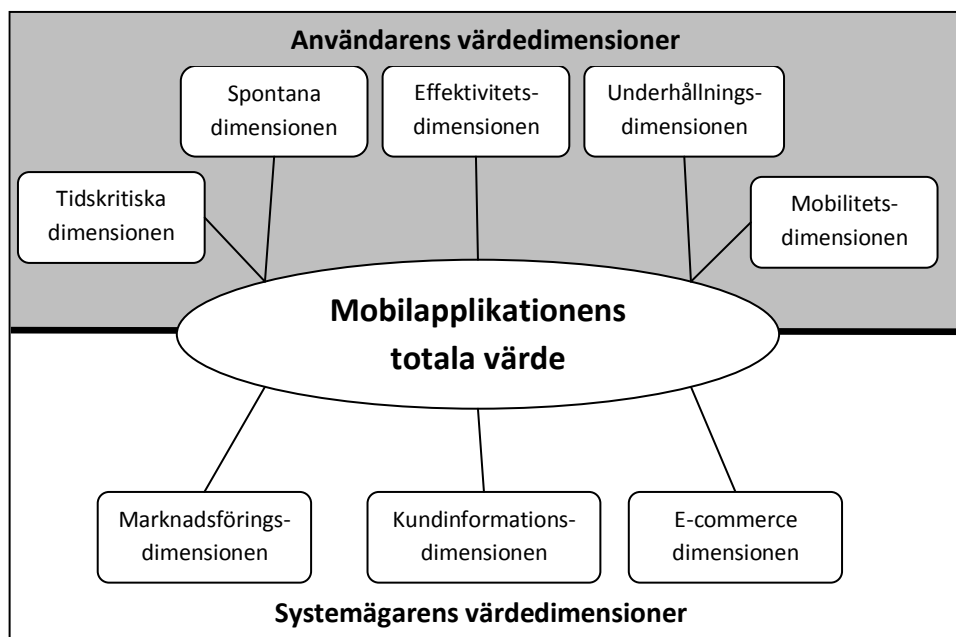 Användarens värdedimensioner
Spontana
dimensionen
Effektivitets-
dimensionen
Underhållnings-
dimensionen
Tidskritiska
dimensionen
Mobilitets-
dimensionen
Mobilapplikationens
totala värde
Marknadsförings-
dimensionen
Kundinformations-
dimensionen
E-commerce
dimensionen
Systemägarens värdedimensioner